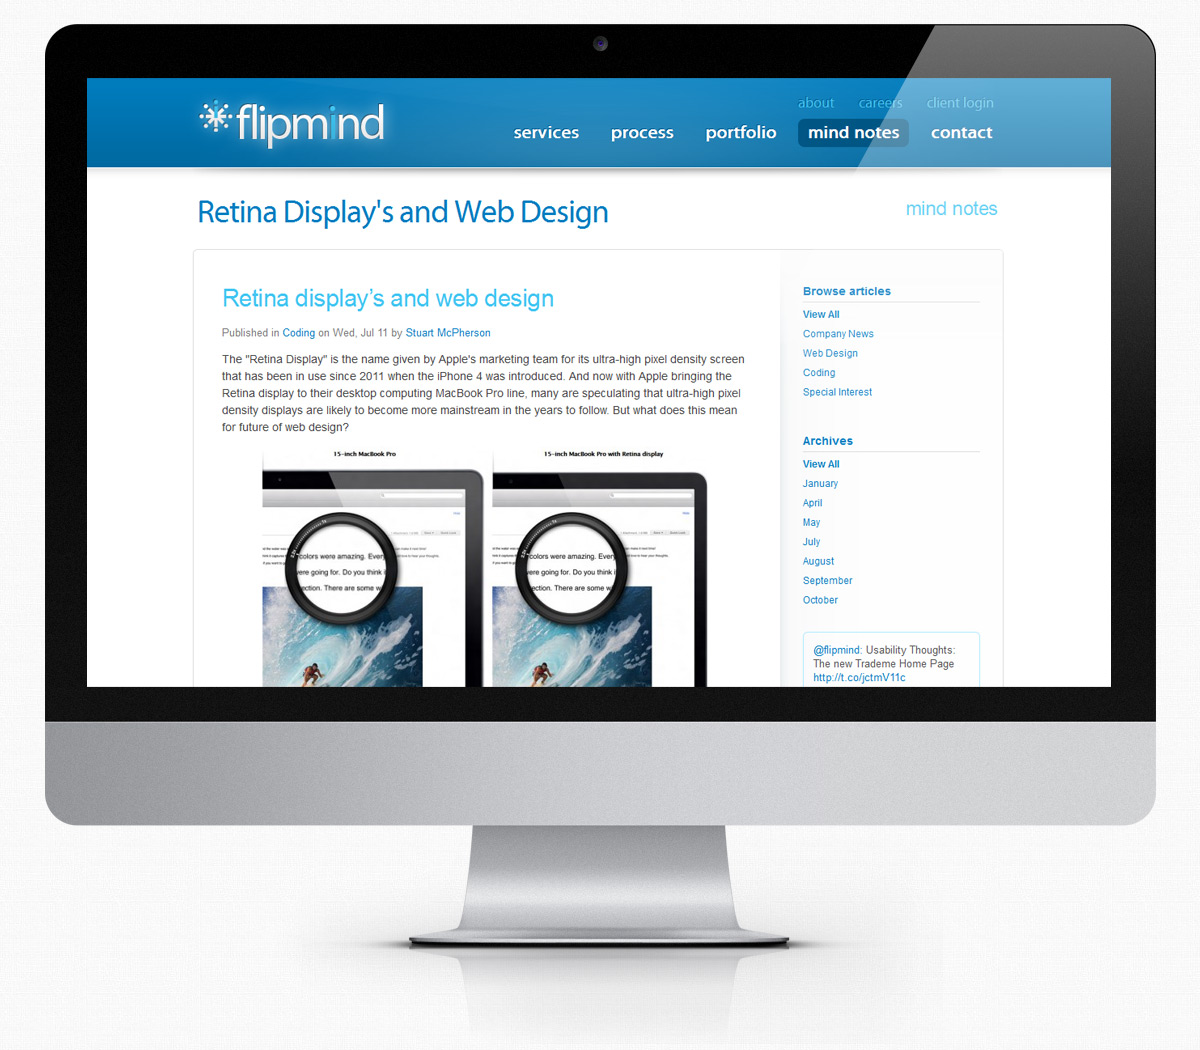 flipmind
about careers client login
services process portfolio mind notes contact
Retina Display's and Web Design
mind notes
Retina display’s and web design
Published in Coding on Wed, Jul 11 by Stuart McPherson
The "Retina Display" is the name given by Apple's marketing team for its ultra-high pixel density screen
that has been in use since 2011 when the iPhone 4 was introduced. And now with Apple bringing the
Retina display to their desktop computing MacBook Pro line, many are speculating that ultra-high pixel
density displays are likely to become more mainstream in the years to follow. But what does this mean
for future of web design?
15-inch MacBook Pro
colors were amazing. Every
were going for. Do you think i
ection. There are some w
15-inch MacBook Pro with Retina display
colors were amazing. Every
were going for. Do you think i
ection. There are some w
Browse articles
View All
Company News
Web Design
Coding
Special Interest
Archives
View All
January
April
May
July
August
September
October
@flipmind: Usability Thoughts:
The new Trademe Home Page
http://t.co/jctmV11c